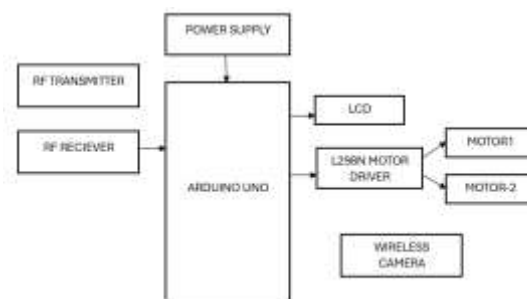 POWER SUPPLY
RF TRANSMITTER
LCD
RF RECIEVER
MOTOR1
ARDUINO UNO
L298N MOTOR
DRIVER
MOTOR-2
WIRELESS
CAMERA